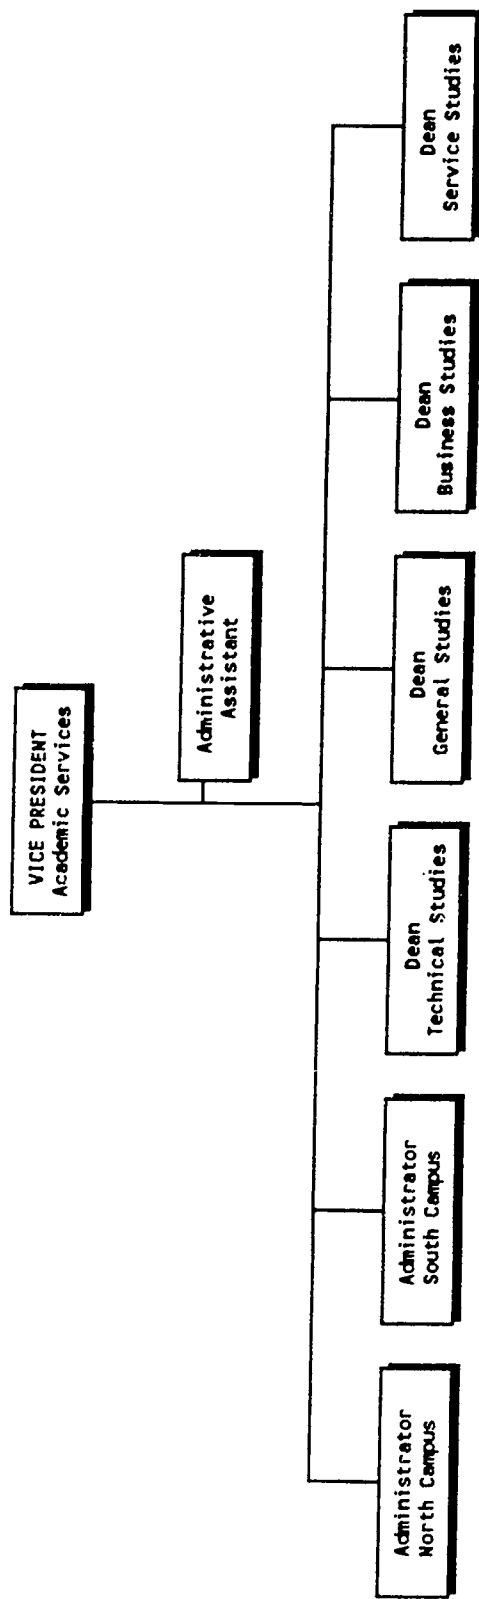 VICE PRESIDENT
Academic Services
Administrative
Assistant
Administrator
North Campus
Administrator
South Campus
Dean
Technical Studies
Dean
General Studies
Dean
Business Studies
Dean
Service Studies